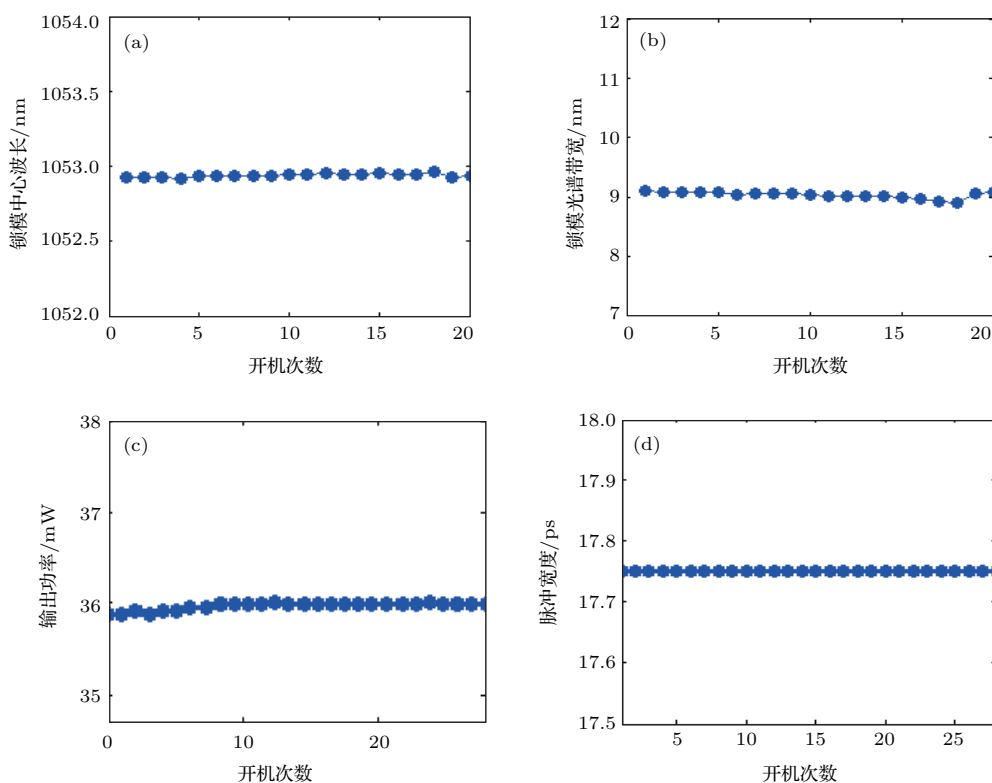 (a)
锁模中心波长/nm
1054.0
1053.5
1053.0
1052.5
1052.0
0 5 10 15 20
开机次数
(b)
锁模光谱带宽/nm
12
11
10
9
8
7
0 5 10 15 20
开机次数
(c)
输出功率/mW
38
37
36
35
0 10 20
开机次数
(d)
脉冲宽度/ps
18.0
17.9
17.8
17.7
17.6
17.5
5 10 15 20 25
开机次数